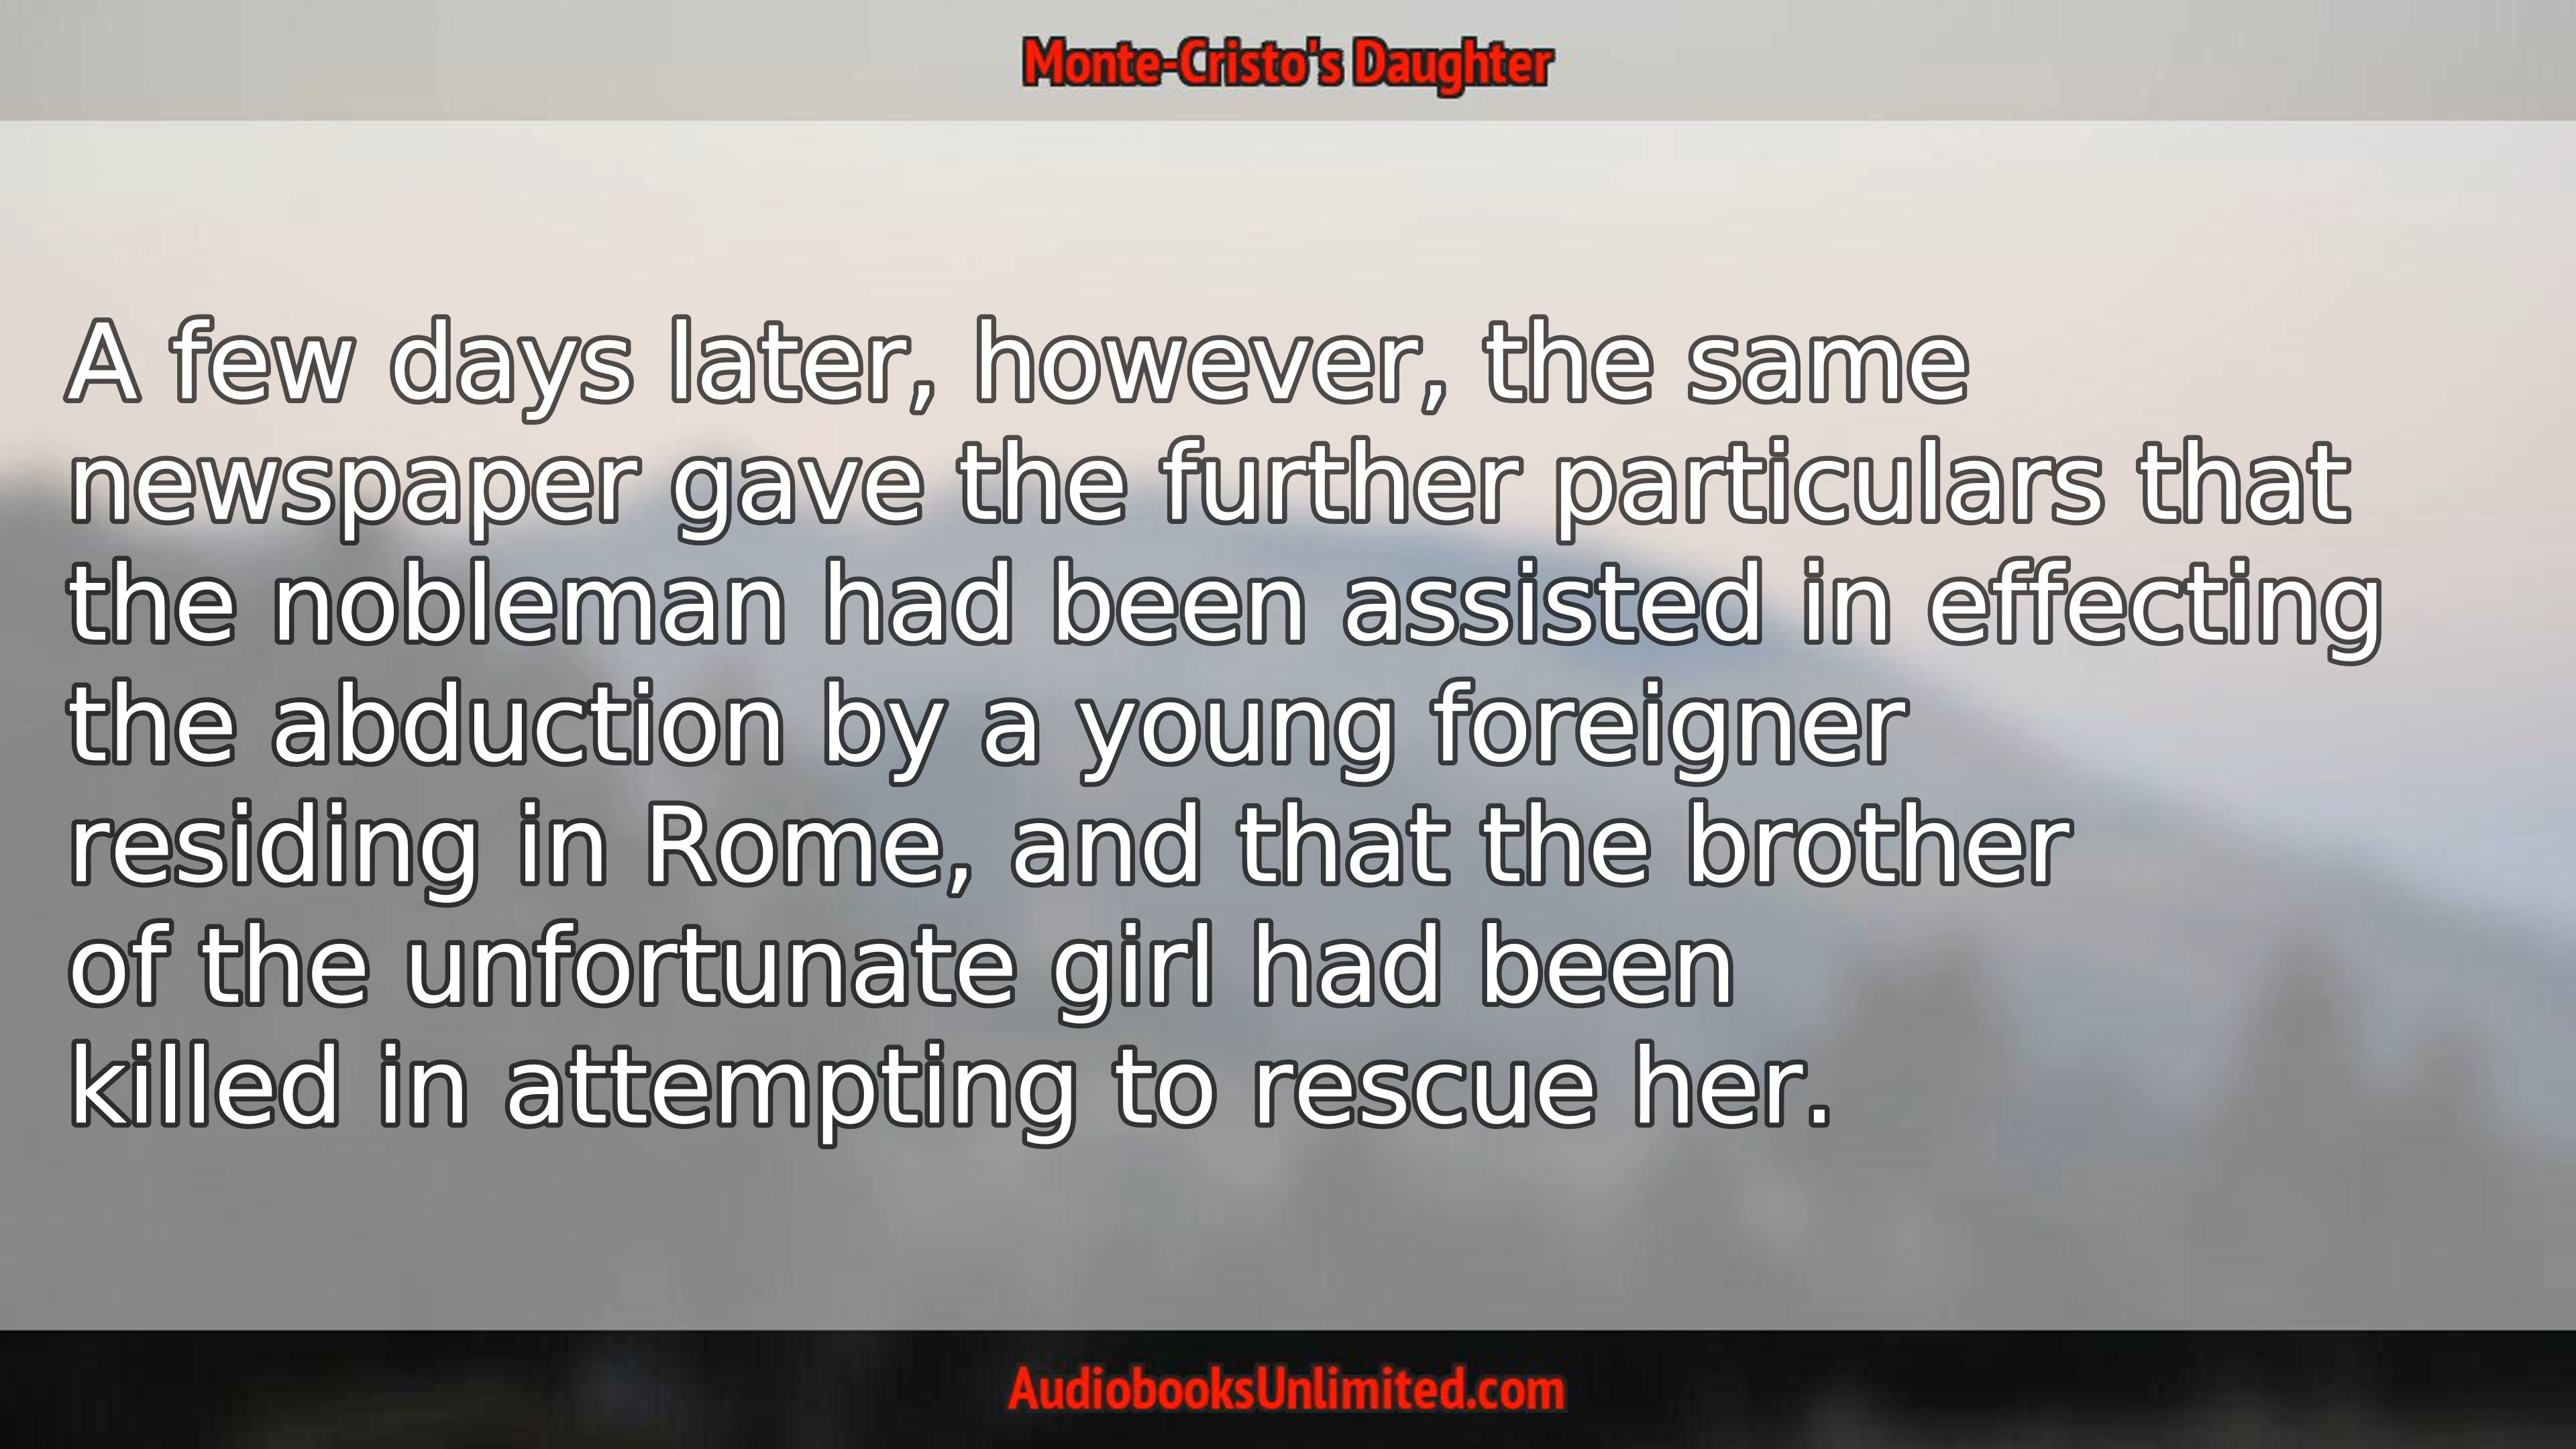 Monte-Cristo's Daughter
A few days later, however, the same
newspaper gave the further particulars that
the nobleman had been assisted in effecting
the abduction by a young foreigner
residing in Rome, and that the brother
of the unfortunate girl had been
killed in attempting to rescue her.
AudiobooksUnlimited.com